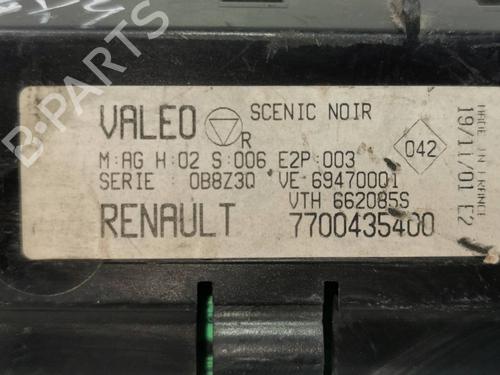 VALEO R SCENIC NOIR
M:AG H:02 S:006 E2P:003
042
SERIE : 0B8Z3Q VE 69470001
VTH 662085S
RENAULT 7700435400
MADE IN FRANCE
19/11/01 E2
B-PARTS